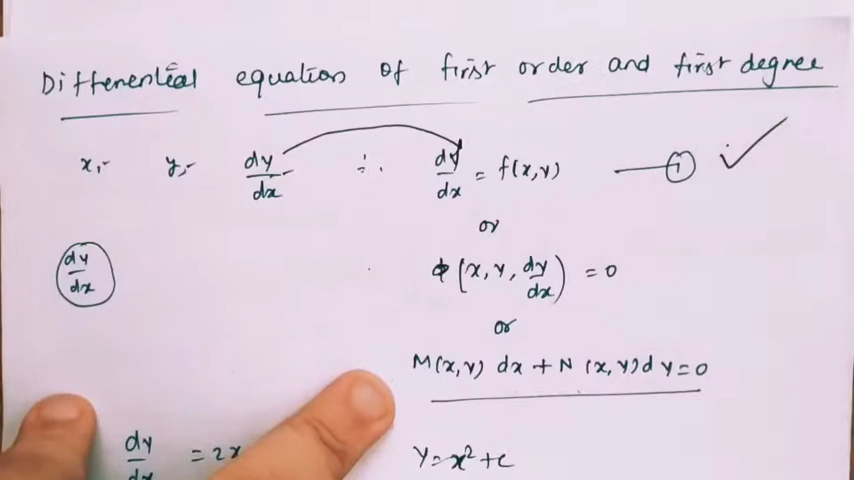 Differential equation of first order and first degree
x, y, dy/dx ∴ dy/dx = f(x,y) — (i) ✓
or
dy/dx ϕ(x, y, dy/dx) = 0
or
M(x,y) dx + N (x,y) dy = 0
dy/dx = 2x y = x² + c